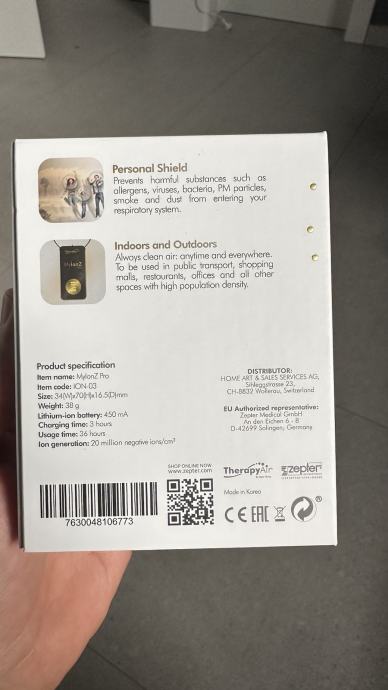 Personal Shield
Prevents harmful substances such as
allergens, viruses, bacteria, PM particles,
smoke and dust from entering your
respiratory system.
MyIonZ
Indoors and Outdoors
Always clean air: anytime and everywhere.
To be used in public transport, shopping
malls, restourants, offices and all other
spaces with high population density.
Product specification
Item name: MyIonZ Pro
Item code: ION-03
Size: 34(W)x70(H)x16.5(D)mm
Weight: 38 g
Lithium-ion battery: 450 mA
Charging time: 3 hours
Usage time: 36 hours
Ion generation: 20 million negative ions/cm³
DISTRIBUTOR:
HOME ART & SALES SERVICES AG,
Sihleggstrasse 23,
CH-8832 Wollerau, Switzerland
EU Authorized representative:
Zepter Medical GmbH
An den Eichen 6 - 8
D-42699 Solingen, Germany
SHOP ONLINE NOW
www.zepter.com
TherapyAir
zepter
Made in Korea
7630048106773
CE EAC
®